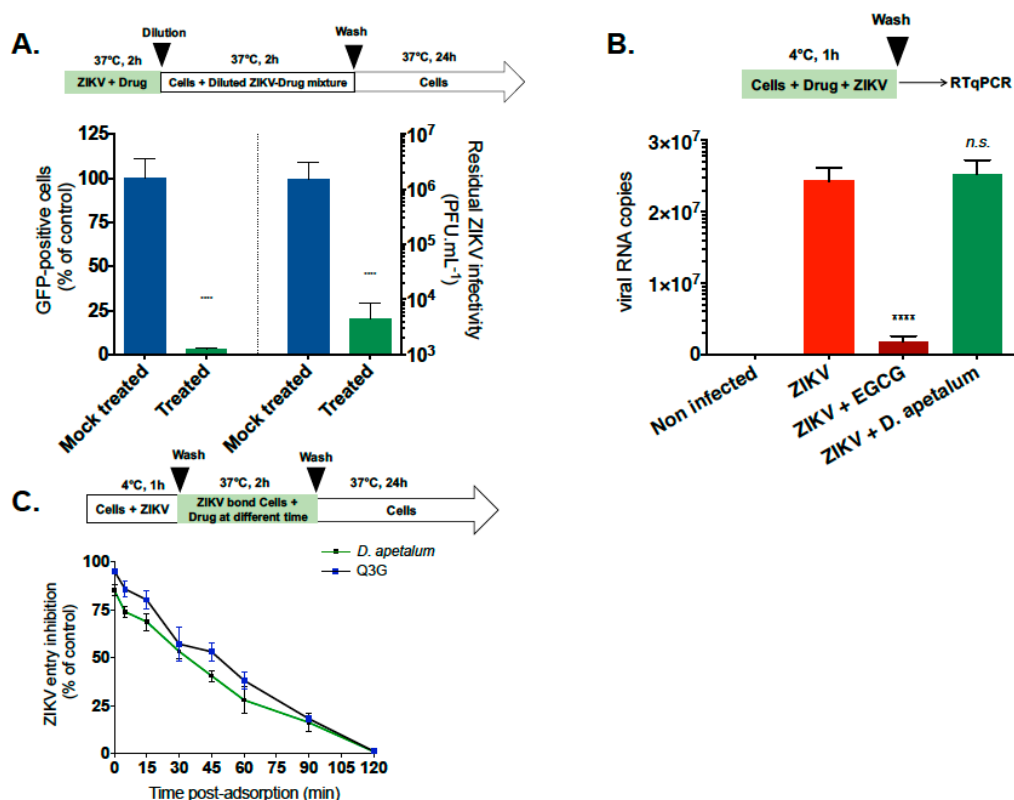 A.
Dilution
Wash
37°C, 2h
37°C, 2h
37°C, 24h
ZIKV + Drug
Cells + Diluted ZIKV-Drug mixture
Cells
GFP-positive cells
(% of control)
125
100
75
50
25
0
10⁷
10⁶
10⁵
10⁴
10³
Residual ZIKV infectivity
(PFU.mL⁻¹)
****
****
Mock treated
Treated
Mock treated
Treated
B.
Wash
4°C, 1h
Cells + Drug + ZIKV
RTqPCR
viral RNA copies
3×10⁷
2×10⁷
1×10⁷
0
****
n.s.
Non infected
ZIKV
ZIKV + EGCG
ZIKV + D. apetalum
C.
Wash
Wash
4°C, 1h
37°C, 2h
37°C, 24h
Cells + ZIKV
ZIKV bond Cells +
Drug at different time
Cells
D. apetalum
Q3G
ZIKV entry inhibition
(% of control)
100
75
50
25
0
0 15 30 45 60 75 90 105 120
Time post-adsorption (min)